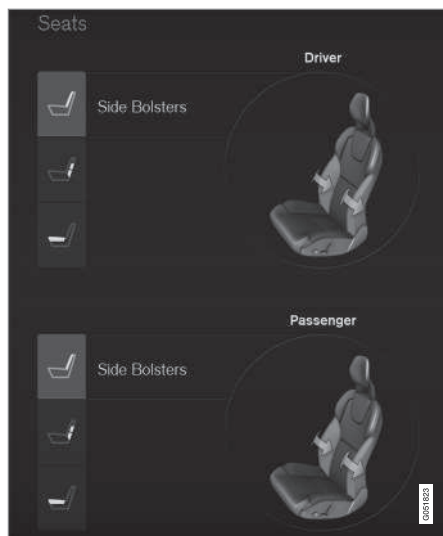 Seats
Driver
Side Bolsters
Passenger
Side Bolsters
G051823